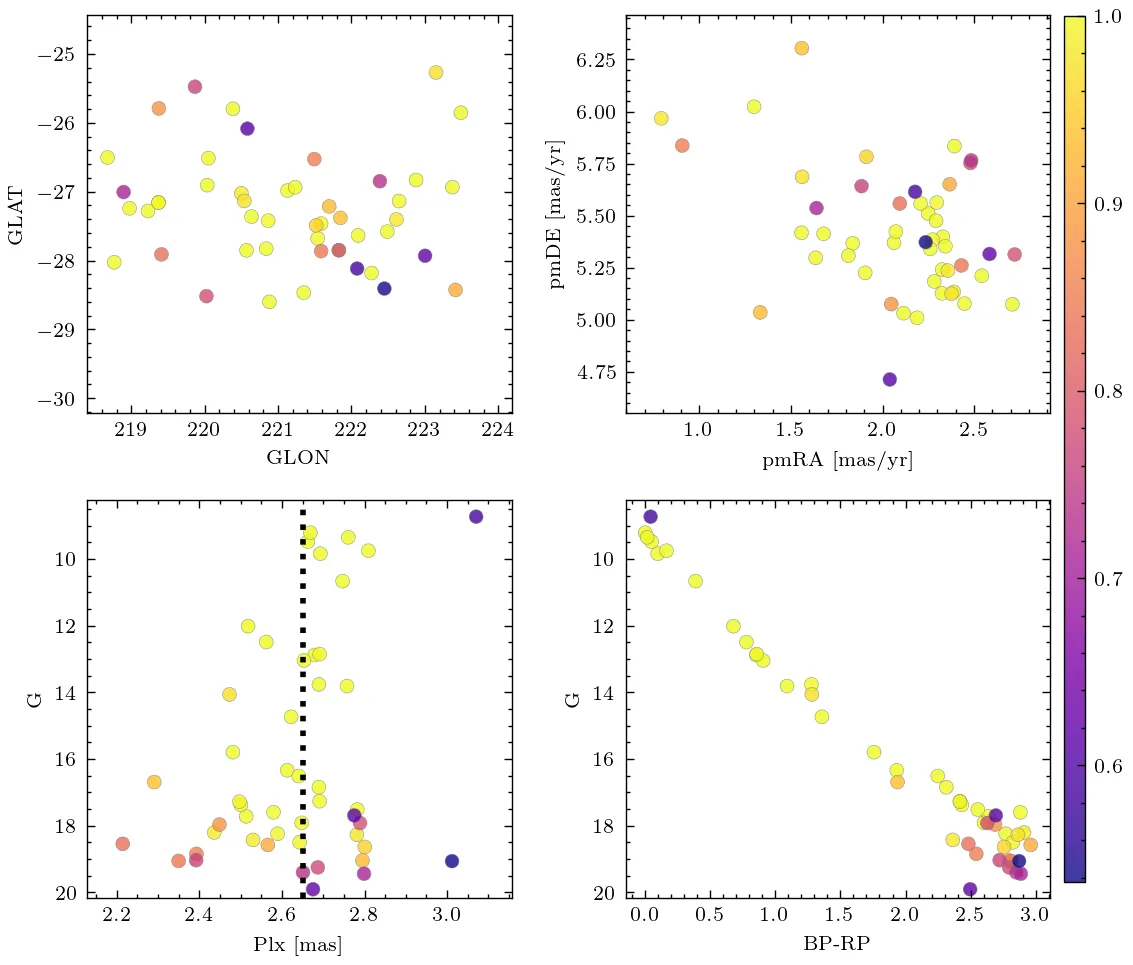 −25
−26
−27
−28
−29
−30
GLAT
219 220 221 222 223 224
GLON
6.25
6.00
5.75
5.50
5.25
5.00
4.75
pmDE [mas/yr]
1.0 1.5 2.0 2.5
pmRA [mas/yr]
1.0
0.9
0.8
0.7
0.6
10
12
14
16
18
20
G
2.2 2.4 2.6 2.8 3.0
Plx [mas]
10
12
14
16
18
20
G
0.0 0.5 1.0 1.5 2.0 2.5 3.0
BP-RP